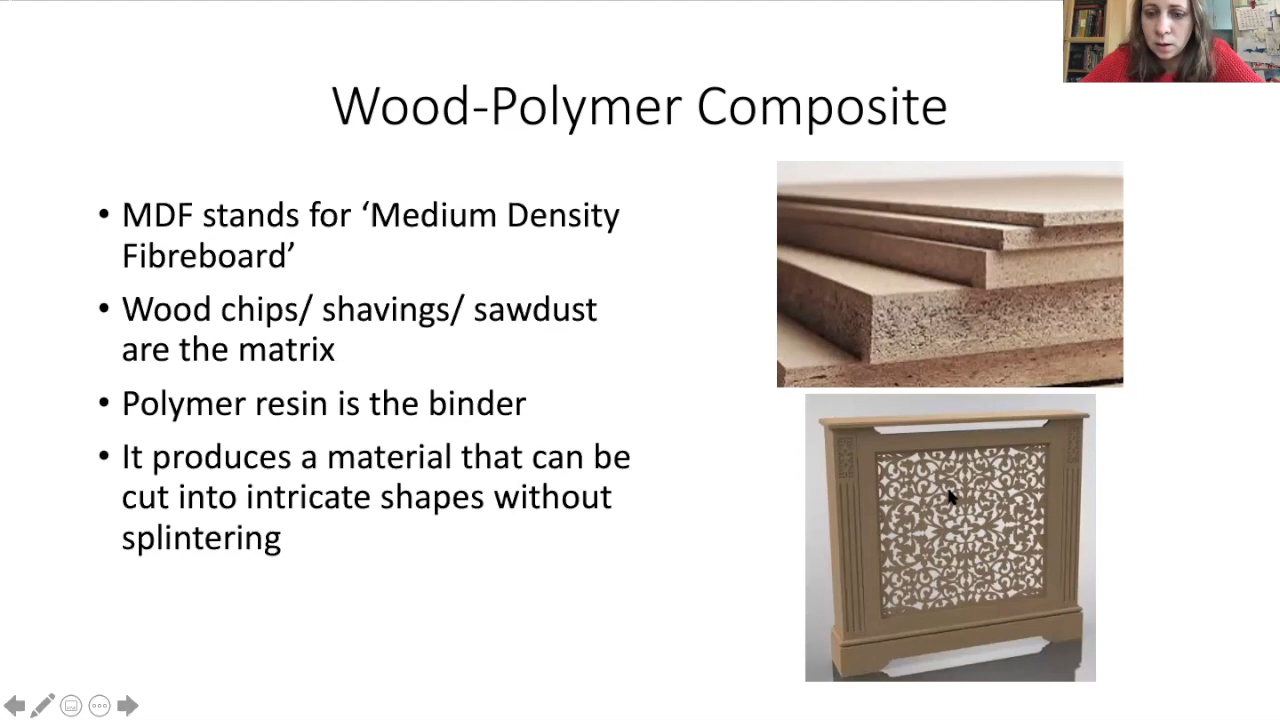 Wood-Polymer Composite
• MDF stands for ‘Medium Density
Fibreboard’
• Wood chips/ shavings/ sawdust
are the matrix
• Polymer resin is the binder
• It produces a material that can be
cut into intricate shapes without
splintering